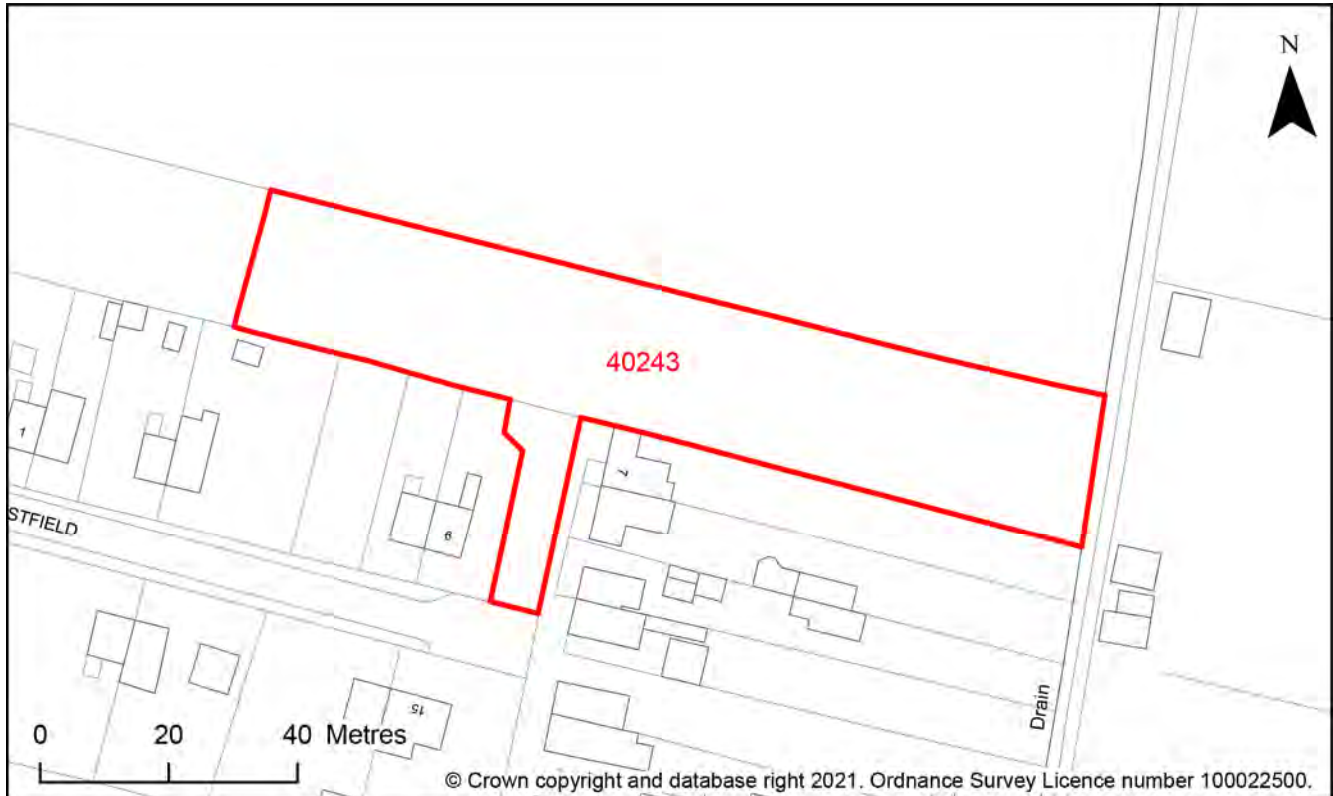 N
40243
1
7
6
STFIELD
15
Drain
0 20 40 Metres
© Crown copyright and database right 2021. Ordnance Survey Licence number 100022500.